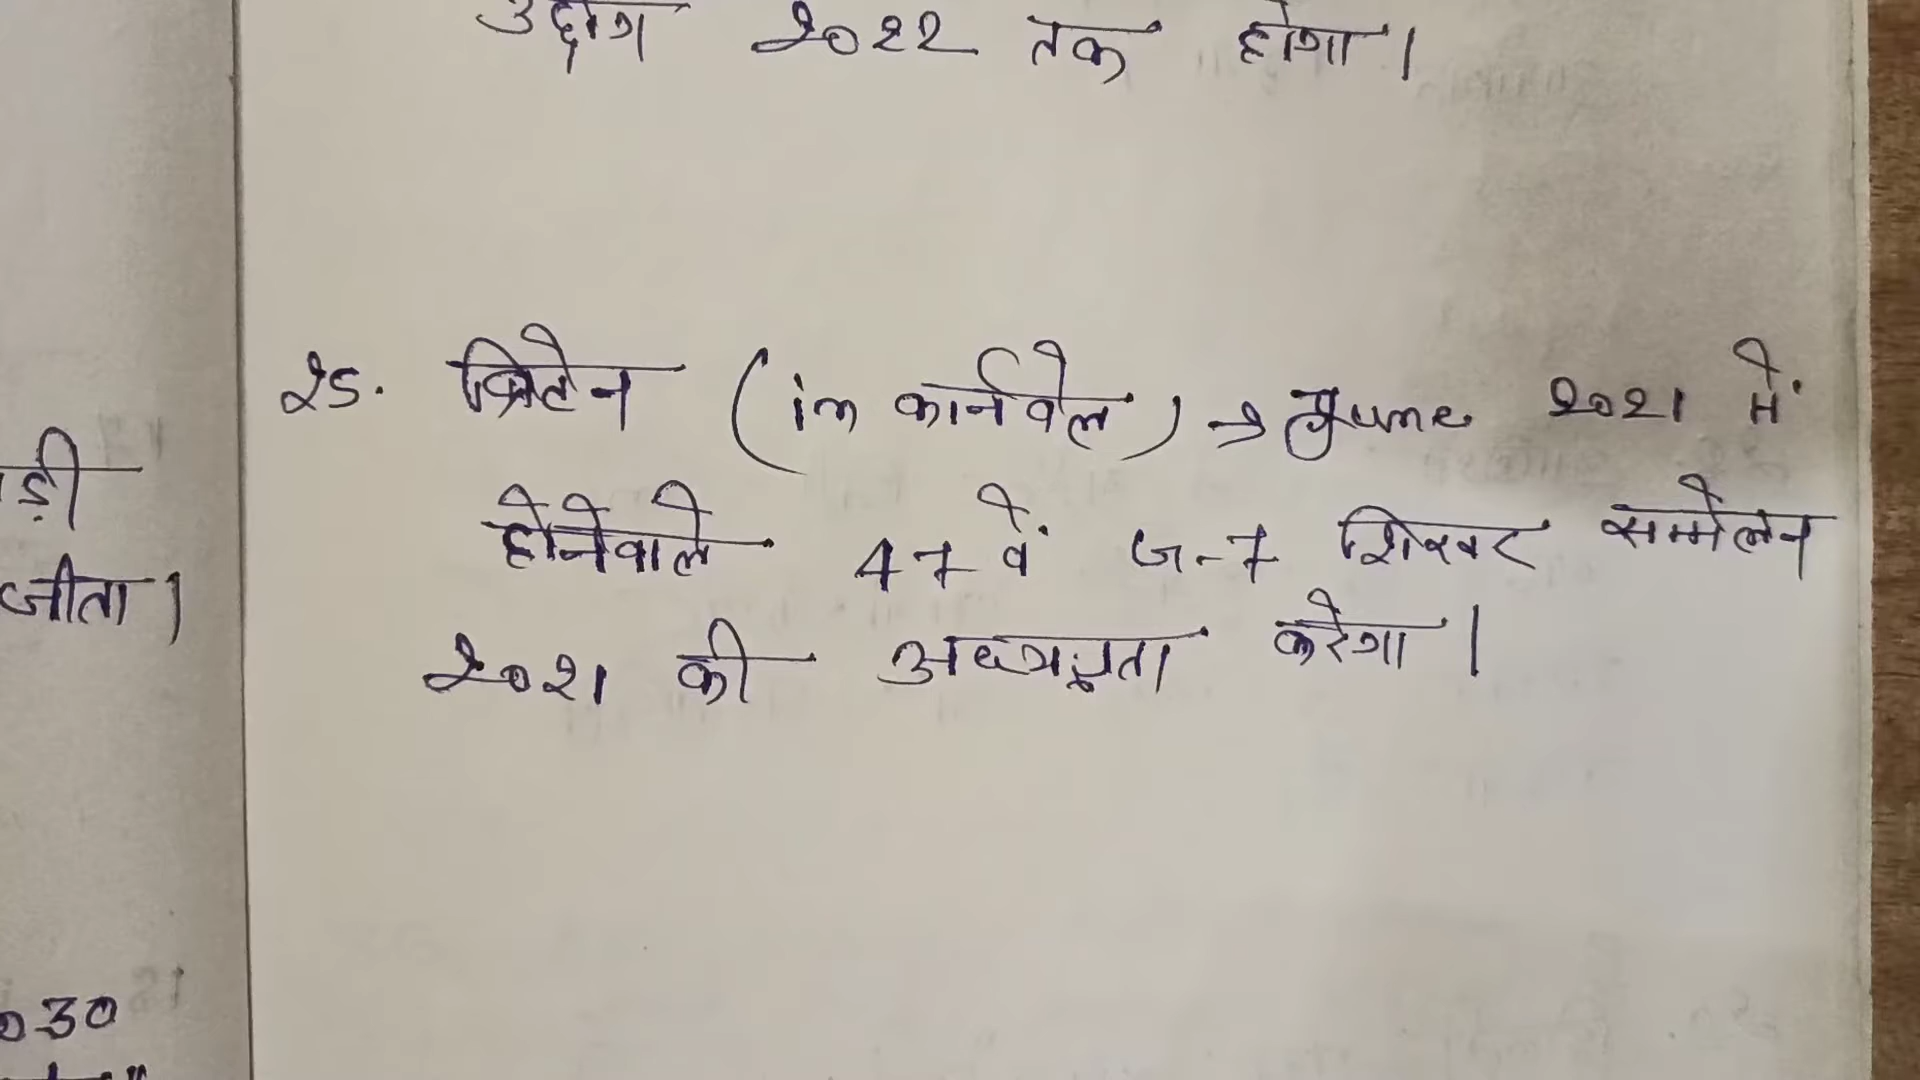 ड़ी
जीता।
030
उद्योग 2022 तक होगा।
25. ब्रिटेन (in कार्नवेल) → June 2021 में
होनेवाले 47 वें G-7 शिखर सम्मेलन
2021 की अध्यक्षता करेगा।